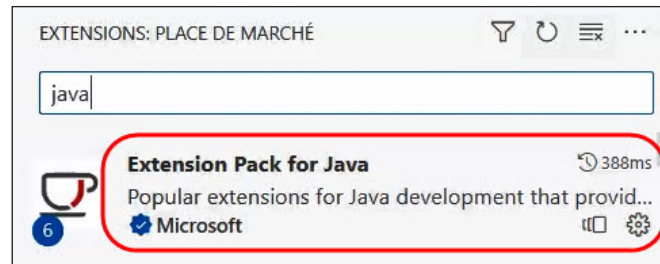 EXTENSIONS: PLACE DE MARCHÉ
java
Extension Pack for Java 388ms
Popular extensions for Java development that provid...
6 Microsoft